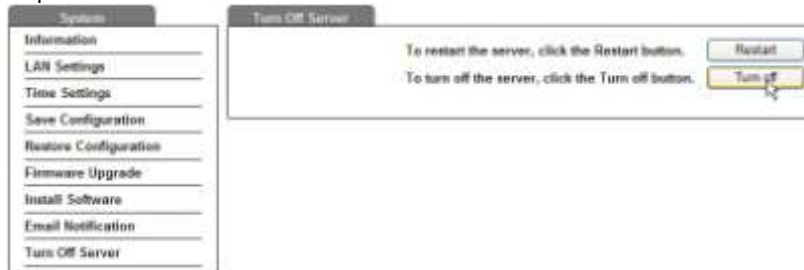 System
Information
LAN Settings
Time Settings
Save Configuration
Restore Configuration
Firmware Upgrade
Install Software
Email Notification
Turn Off Server
Turn Off Server
To restart the server, click the Restart button. Restart
To turn off the server, click the Turn off button. Turn off